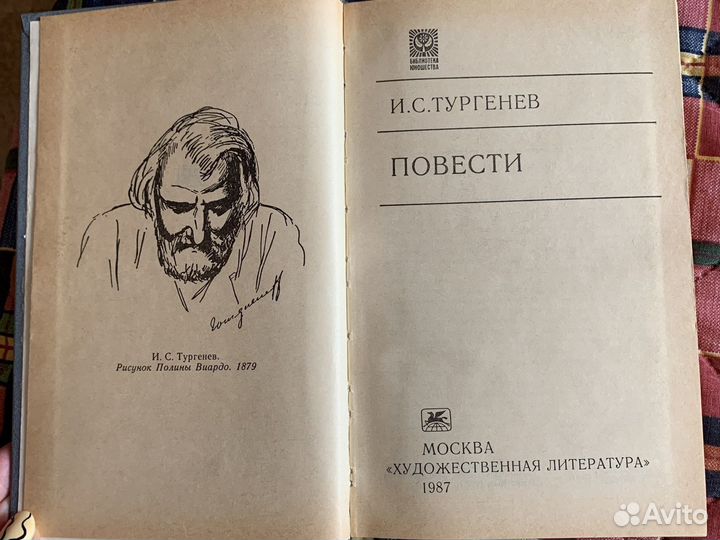 И. С. Тургенев.
Рисунок Полины Виардо. 1879
БИБЛИОТЕКА
ЮНОШЕСТВА
И.С.ТУРГЕНЕВ
ПОВЕСТИ
МОСКВА
«ХУДОЖЕСТВЕННАЯ ЛИТЕРАТУРА»
1987
Avito